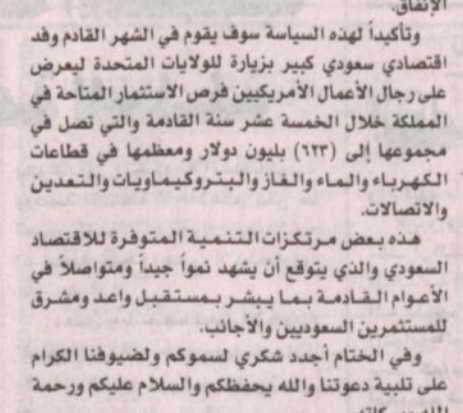 الإنفاق.
وتأكيداً لهذه السياسة سوف يقوم في الشهر القادم وفد
اقتصادي سعودي كبير بزيارة للولايات المتحدة ليعرض
على رجال الأعمال الأمريكيين فرص الاستثمار المتاحة في
المملكة خلال الخمسة عشر سنة القادمة والتي تصل في
مجموعها إلى (٦٢٣) بليون دولار ومعظمها في قطاعات
الكهرباء والماء والغاز والبتروكيماويات والتعدين
والاتصالات.
هذه بعض مرتكزات التنمية المتوفرة للاقتصاد
السعودي والذي يتوقع أن يشهد نمواً جيداً ومتواصلاً في
الأعوام القادمة بما يبشر بمستقبل واعد ومشرق
للمستثمرين السعوديين والأجانب.
وفي الختام أجدد شكري لسموكم ولضيوفنا الكرام
على تلبية دعوتنا والله يحفظكم والسلام عليكم ورحمة